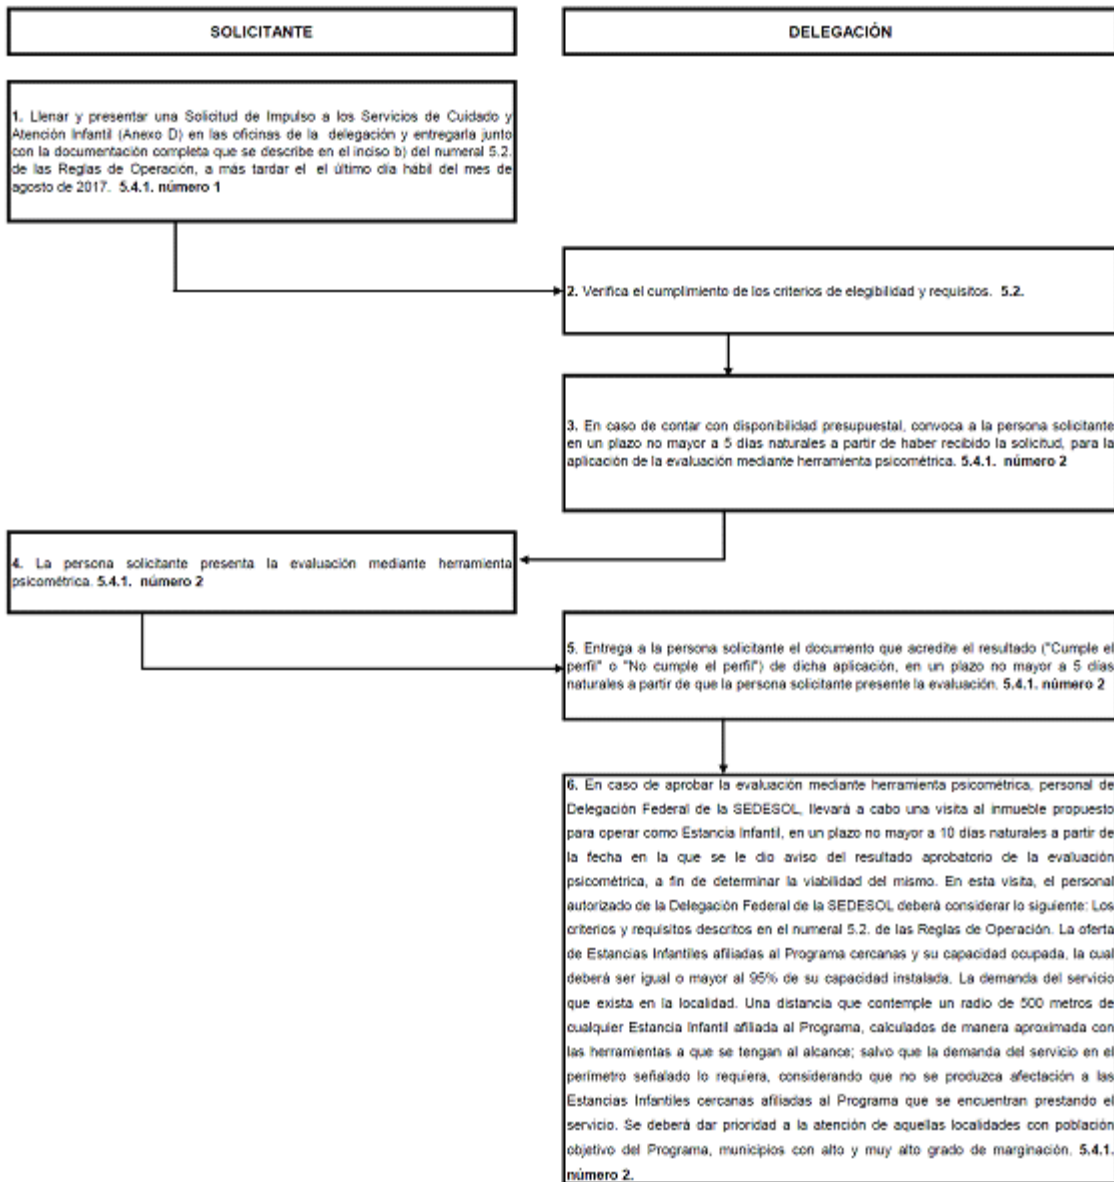 SOLICITANTE
DELEGACIÓN
1. Llenar y presentar una Solicitud de Impulso a los Servicios de Cuidado y
Atención Infantil (Anexo D) en las oficinas de la delegación y entregarla junto
con la documentación completa que se describe en el inciso b) del numeral 5.2.
de las Reglas de Operación, a más tardar el el último día hábil del mes de
agosto de 2017. 5.4.1. número 1
2. Verifica el cumplimiento de los criterios de elegibilidad y requisitos. 5.2.
3. En caso de contar con disponibilidad presupuestal, convoca a la persona solicitante
en un plazo no mayor a 5 días naturales a partir de haber recibido la solicitud, para la
aplicación de la evaluación mediante herramienta psicométrica. 5.4.1. número 2
4. La persona solicitante presenta la evaluación mediante herramienta
psicométrica. 5.4.1. número 2
5. Entrega a la persona solicitante el documento que acredite el resultado ("Cumple el
perfil" o "No cumple el perfil") de dicha aplicación, en un plazo no mayor a 5 días
naturales a partir de que la persona solicitante presente la evaluación. 5.4.1. número 2
6. En caso de aprobar la evaluación mediante herramienta psicométrica, personal de
Delegación Federal de la SEDESOL, llevará a cabo una visita al inmueble propuesto
para operar como Estancia Infantil, en un plazo no mayor a 10 días naturales a partir de
la fecha en la que se le dio aviso del resultado aprobatorio de la evaluación
psicométrica, a fin de determinar la viabilidad del mismo. En esta visita, el personal
autorizado de la Delegación Federal de la SEDESOL deberá considerar lo siguiente: Los
criterios y requisitos descritos en el numeral 5.2. de las Reglas de Operación. La oferta
de Estancias Infantiles afiliadas al Programa cercanas y su capacidad ocupada, la cual
deberá ser igual o mayor al 95% de su capacidad instalada. La demanda del servicio
que exista en la localidad. Una distancia que contemple un radio de 500 metros de
cualquier Estancia Infantil afiliada al Programa, calculados de manera aproximada con
las herramientas a que se tengan al alcance; salvo que la demanda del servicio en el
perímetro señalado lo requiera, considerando que no se produzca afectación a las
Estancias Infantiles cercanas afiliadas al Programa que se encuentran prestando el
servicio. Se deberá dar prioridad a la atención de aquellas localidades con población
objetivo del Programa, municipios con alto y muy alto grado de marginación. 5.4.1.
número 2.